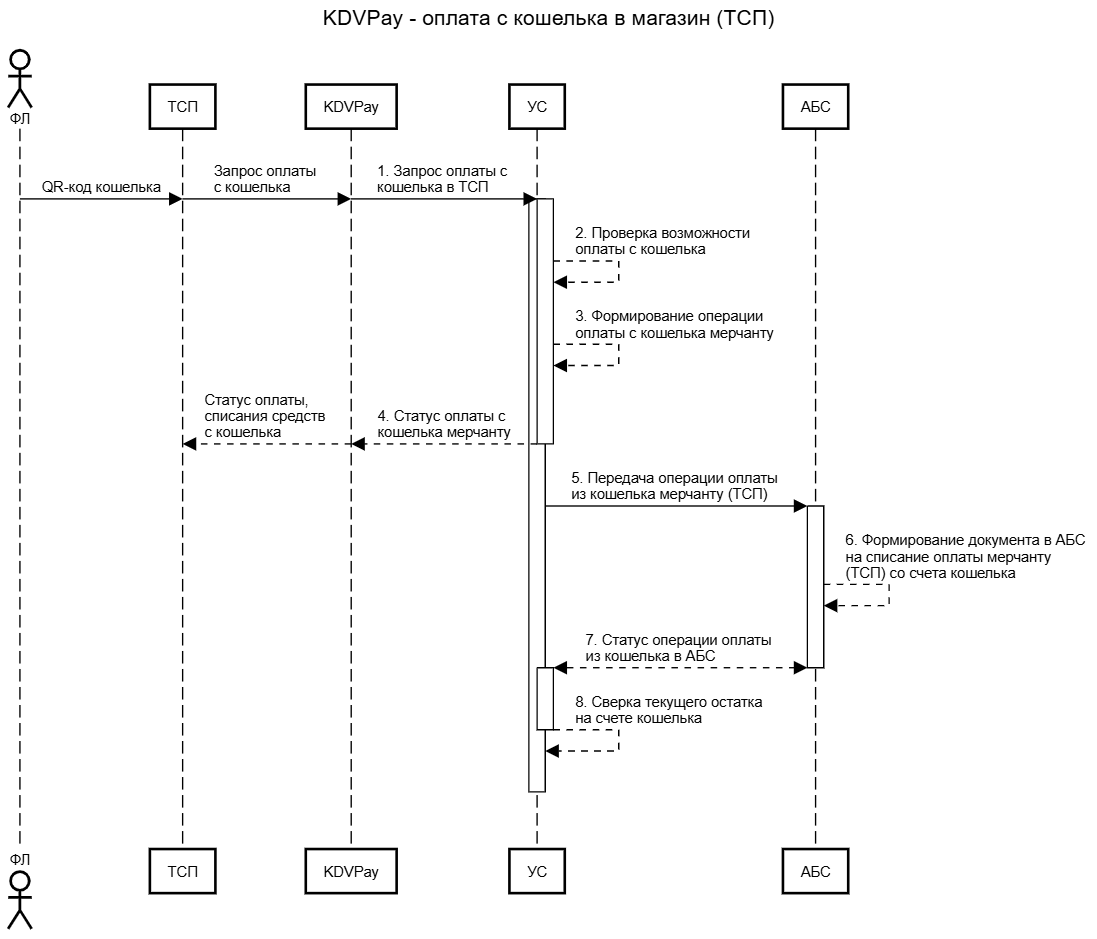 KDVPay - оплата с кошелька в магазин (ТСП)
ФЛ
ТСП
KDVPay
УС
АБС
QR-код кошелька
Запрос оплаты
с кошелька
1. Запрос оплаты с
кошелька в ТСП
2. Проверка возможности
оплаты с кошелька
3. Формирование операции
оплаты с кошелька мерчанту
Статус оплаты,
списания средств
с кошелька
4. Статус оплаты с
кошелька мерчанту
5. Передача операции оплаты
из кошелька мерчанту (ТСП)
6. Формирование документа в АБС
на списание оплаты мерчанту
(ТСП) со счета кошелька
7. Статус операции оплаты
из кошелька в АБС
8. Сверка текущего остатка
на счете кошелька
ФЛ
ТСП
KDVPay
УС
АБС